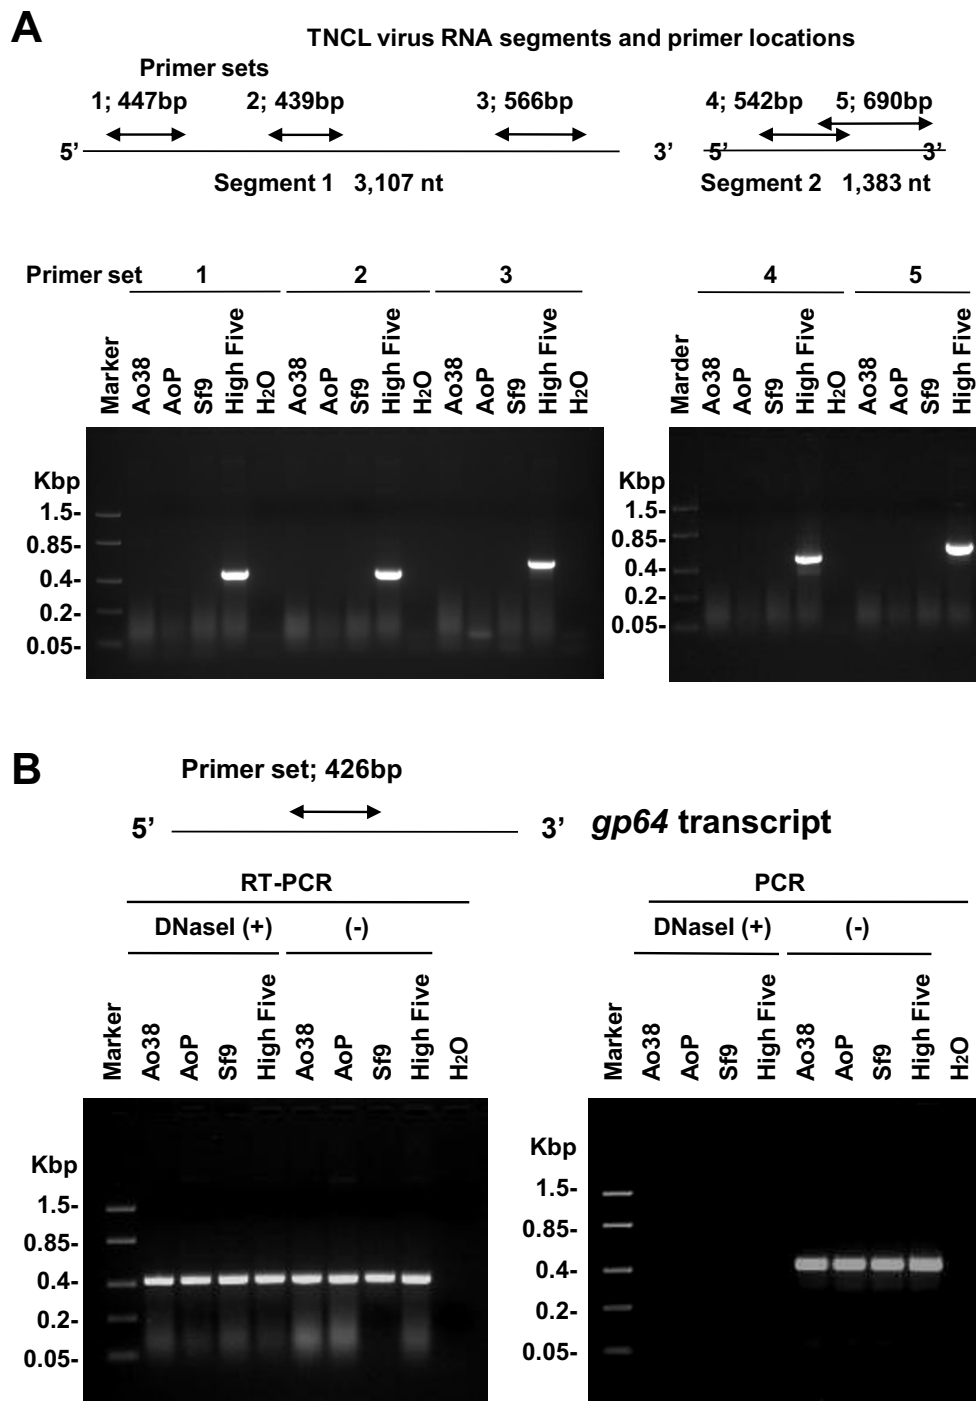 A
TNCL virus RNA segments and primer locations
Primer sets
1; 447bp 2; 439bp 3; 566bp 4; 542bp 5; 690bp
5’ 3’ 5’ 3’
Segment 1 3,107 nt Segment 2 1,383 nt
Primer set 1 2 3 4 5
Marker Ao38 AoP Sf9 High Five H2O Ao38 AoP Sf9 High Five H2O Ao38 AoP Sf9 High Five H2O
Marder Ao38 AoP Sf9 High Five H2O Ao38 AoP Sf9 High Five
Kbp
1.5-
0.85-
0.4-
0.2-
0.05-
Kbp
1.5-
0.85-
0.4-
0.2-
0.05-
B
Primer set; 426bp
5’ 3’ gp64 transcript
RT-PCR
DNaseI (+) (-)
Marker Ao38 AoP Sf9 High Five Ao38 AoP Sf9 High Five H2O
Kbp
1.5-
0.85-
0.4-
0.2-
0.05-
PCR
DNaseI (+) (-)
Marker Ao38 AoP Sf9 High Five Ao38 AoP Sf9 High Five H2O
Kbp
1.5-
0.85-
0.4-
0.2-
0.05-